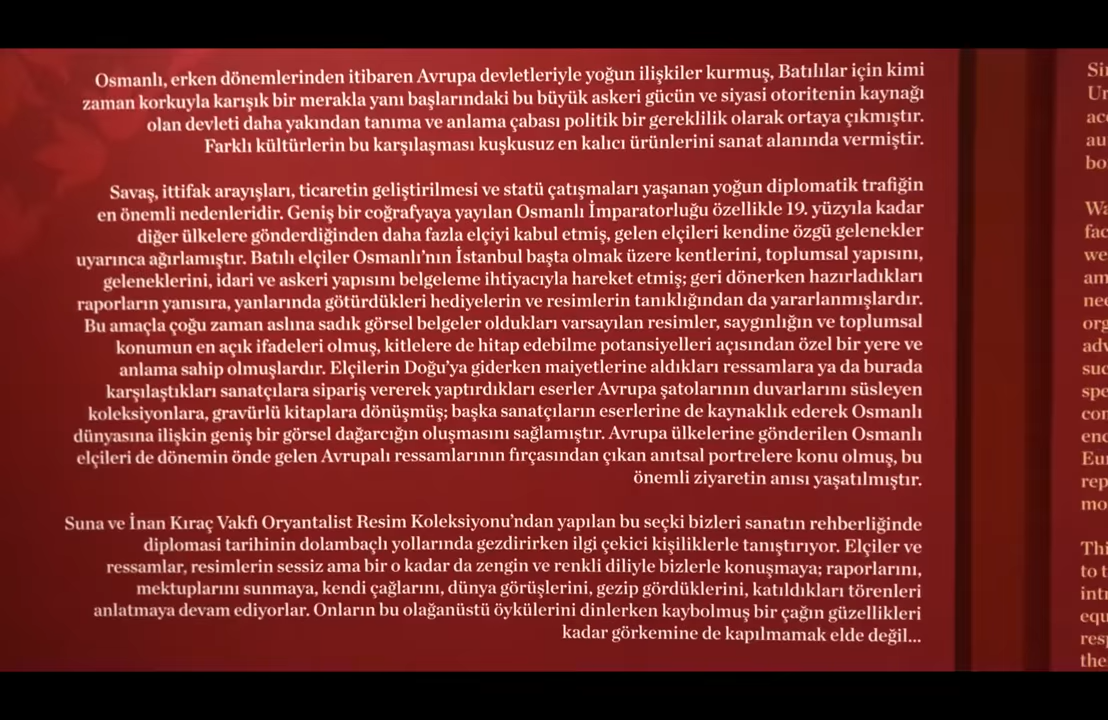 Osmanlı, erken dönemlerinden itibaren Avrupa devletleriyle yoğun ilişkiler kurmuş, Batılılar için kimi
zaman korkuyla karışık bir merakla yanı başlarındaki bu büyük askeri gücün ve siyasi otoritenin kaynağı
olan devleti daha yakından tanıma ve anlama çabası politik bir gereklilik olarak ortaya çıkmıştır.
Farklı kültürlerin bu karşılaşması kuşkusuz en kalıcı ürünlerini sanat alanında vermiştir.
Savaş, ittifak arayışları, ticaretin geliştirilmesi ve statü çatışmaları yaşanan yoğun diplomatik trafiğin
en önemli nedenleridir. Geniş bir coğrafyaya yayılan Osmanlı İmparatorluğu özellikle 19. yüzyıla kadar
diğer ülkelere gönderdiğinden daha fazla elçiyi kabul etmiş, gelen elçileri kendine özgü gelenekler
uyarınca ağırlamıştır. Batılı elçiler Osmanlı'nın İstanbul başta olmak üzere kentlerini, toplumsal yapısını,
geleneklerini, idari ve askeri yapısını belgeleme ihtiyacıyla hareket etmiş; geri dönerken hazırladıkları
raporların yanısıra, yanlarında götürdükleri hediyelerin ve resimlerin tanıklığından da yararlanmışlardır.
Bu amaçla çoğu zaman aslına sadık görsel belgeler oldukları varsayılan resimler, saygınlığın ve toplumsal
konumun en açık ifadeleri olmuş, kitlelere de hitap edebilme potansiyelleri açısından özel bir yere ve
anlama sahip olmuşlardır. Elçilerin Doğu'ya giderken maiyetlerine aldıkları ressamlara ya da burada
karşılaştıkları sanatçılara sipariş vererek yaptırdıkları eserler Avrupa şatolarının duvarlarını süsleyen
koleksiyonlara, gravürlü kitaplara dönüşmüş; başka sanatçıların eserlerine de kaynaklık ederek Osmanlı
dünyasına ilişkin geniş bir görsel dağarcığın oluşmasını sağlamıştır. Avrupa ülkelerine gönderilen Osmanlı
elçileri de dönemin önde gelen Avrupalı ressamlarının fırçasından çıkan anıtsal portrelere konu olmuş, bu
önemli ziyaretin anısı yaşatılmıştır.
Suna ve İnan Kıraç Vakfı Oryantalist Resim Koleksiyonu'ndan yapılan bu seçki bizleri sanatın rehberliğinde
diplomasi tarihinin dolambaçlı yollarında gezdirirken ilgi çekici kişiliklerle tanıştırıyor. Elçiler ve
ressamlar, resimlerin sessiz ama bir o kadar da zengin ve renkli diliyle bizlerle konuşmaya; raporlarını,
mektuplarını sunmaya, kendi çağlarını, dünya görüşlerini, gezip gördüklerini, katıldıkları törenleri
anlatmaya devam ediyorlar. Onların bu olağanüstü öykülerini dinlerken kaybolmuş bir çağın güzellikleri
kadar görkemine de kapılmamak elde değil...